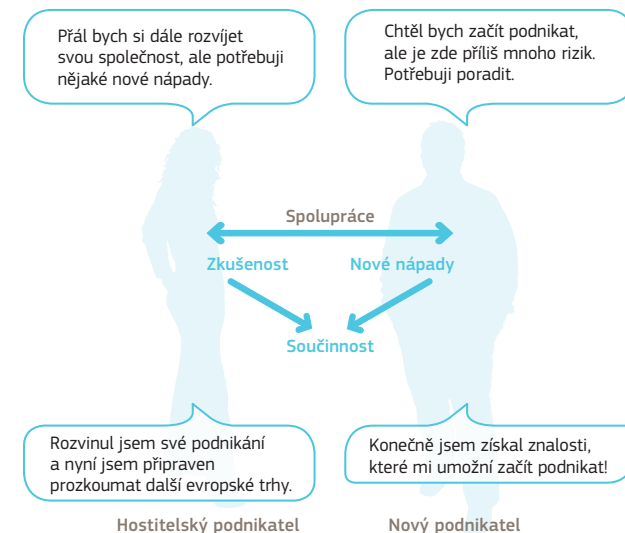 Přál bych si dále rozvíjet
svou společnost, ale potřebuji
nějaké nové nápady.
Chtěl bych začít podnikat,
ale je zde příliš mnoho rizik.
Potřebuji poradit.
Spolupráce
Zkušenost
Nové nápady
Součinnost
Rozvinul jsem své podnikání
a nyní jsem připraven
prozkoumat další evropské trhy.
Konečně jsem získal znalosti,
které mi umožní začít podnikat!
Hostitelský podnikatel
Nový podnikatel